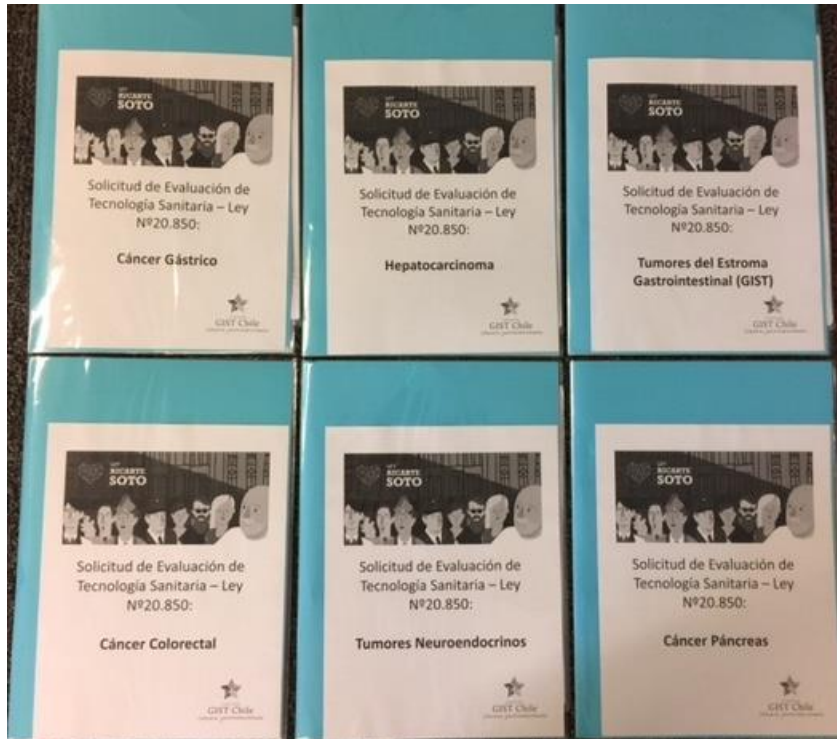 LEY
RICARTE
SOTO
Solicitud de Evaluación de
Tecnología Sanitaria – Ley
Nº20.850:
Cáncer Gástrico
GIST Chile
LEY
RICARTE
SOTO
Solicitud de Evaluación de
Tecnología Sanitaria – Ley
Nº20.850:
Hepatocarcinoma
GIST Chile
LEY
RICARTE
SOTO
Solicitud de Evaluación de
Tecnología Sanitaria – Ley
Nº20.850:
Tumores del Estroma
Gastrointestinal (GIST)
GIST Chile
LEY
RICARTE
SOTO
Solicitud de Evaluación de
Tecnología Sanitaria – Ley
Nº20.850:
Cáncer Colorectal
GIST Chile
LEY
RICARTE
SOTO
Solicitud de Evaluación de
Tecnología Sanitaria – Ley
Nº20.850:
Tumores Neuroendocrinos
GIST Chile
LEY
RICARTE
SOTO
Solicitud de Evaluación de
Tecnología Sanitaria – Ley
Nº20.850:
Cáncer Páncreas
GIST Chile